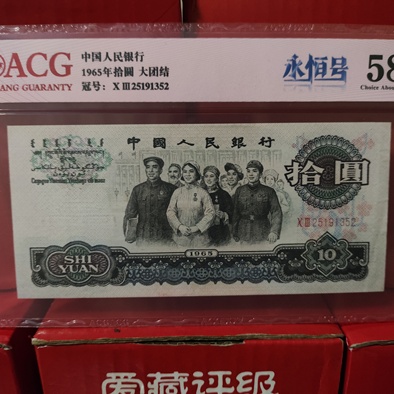 ACG
ANG GUARANTY
中国人民银行
1965年拾圆 大团结
冠号：XⅢ25191352
永恒号
58
Choice Abou
中國人民銀行
拾圓
XⅢ25191352
1965
SHI
YUAN
10
爱藏评级